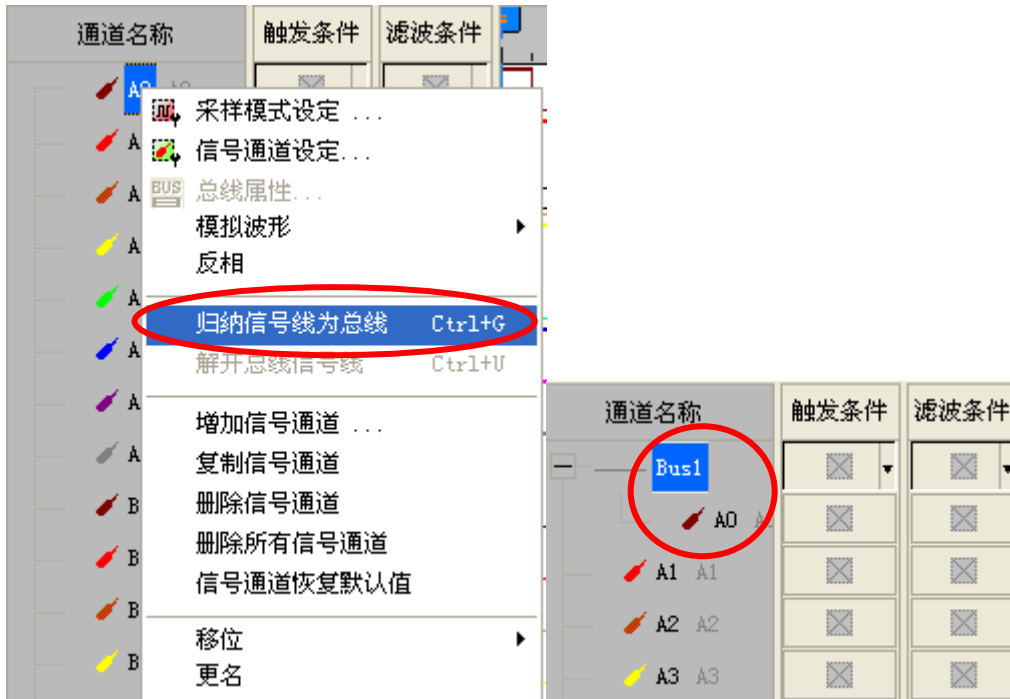 通道名称 触发条件 滤波条件
A0 A0
采样模式设定 ...
A
信号通道设定...
A
BUS 总线属性...
A
模拟波形
A
反相
A
归纳信号线为总线 Ctrl+G
A
解开总线信号线 Ctrl+U
A
增加信号通道 ...
A
复制信号通道
B
删除信号通道
删除所有信号通道
B
信号通道恢复默认值
B
移位
B
更名
通道名称 触发条件 滤波条件
Bus1
A0 A
A1 A1
A2 A2
A3 A3